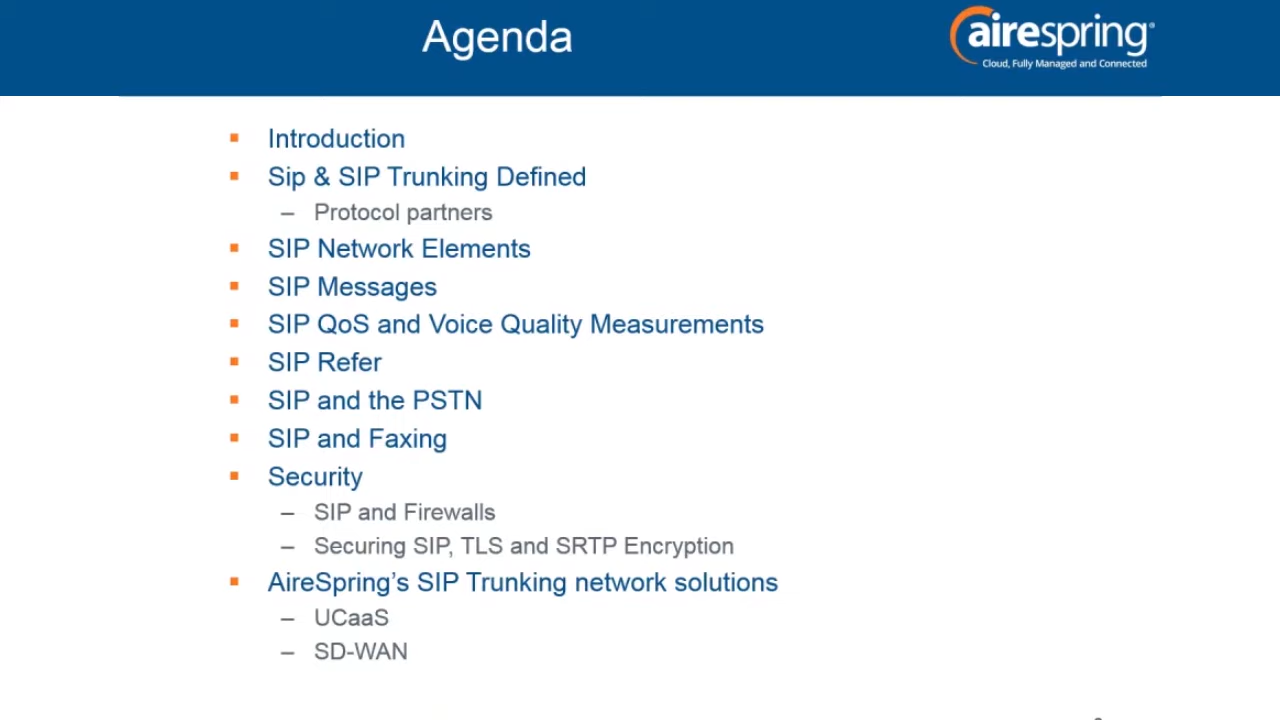 Agenda
airespring®
Cloud, Fully Managed and Connected
▪ Introduction
▪ Sip & SIP Trunking Defined
– Protocol partners
▪ SIP Network Elements
▪ SIP Messages
▪ SIP QoS and Voice Quality Measurements
▪ SIP Refer
▪ SIP and the PSTN
▪ SIP and Faxing
▪ Security
– SIP and Firewalls
– Securing SIP, TLS and SRTP Encryption
▪ AireSpring’s SIP Trunking network solutions
– UCaaS
– SD-WAN